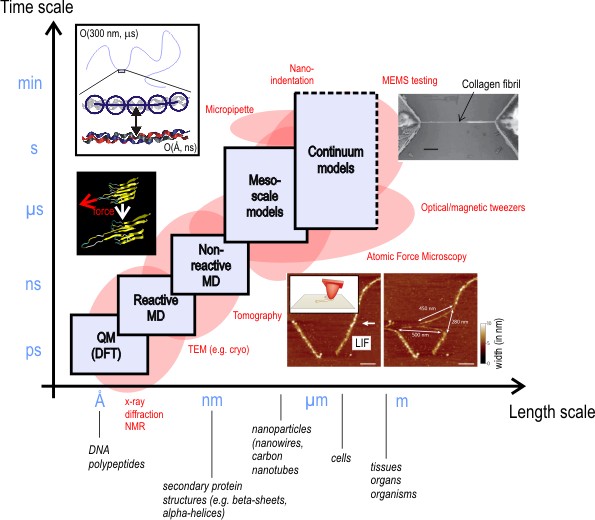 Time scale
O(300 nm, µs)
O(Å, ns)
min
s
µs
ns
ps
Nano-
indentation
MEMS testing
Micropipette
Collagen fibril
Continuum
models
Meso-
scale
models
force
Optical/magnetic tweezers
Non-
reactive
MD
Atomic Force Microscopy
Reactive
MD
Tomography
QM
(DFT)
TEM (e.g. cryo)
LIF
450 nm
280 nm
500 nm
10
0
width (in nm)
Å
nm
µm
m
x-ray
diffraction
NMR
Length scale
DNA
polypeptides
secondary protein
structures (e.g. beta-sheets,
alpha-helices)
nanoparticles
(nanowires,
carbon
nanotubes
cells
tissues
organs
organisms